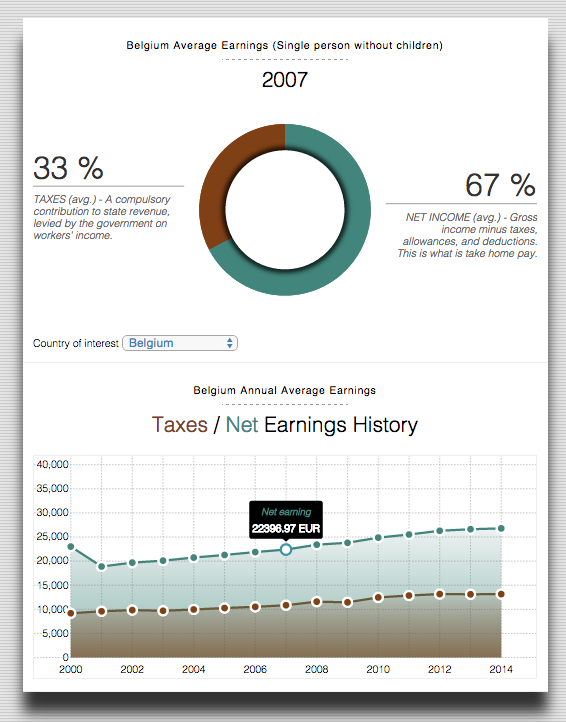 Belgium Average Earnings (Single person without children)
2007
33 %
TAXES (avg.) - A compulsory
contribution to state revenue,
levied by the government on
workers' income.
67 %
NET INCOME (avg.) - Gross
income minus taxes,
allowances, and deductions.
This is what is take home pay.
Country of interest Belgium
Belgium Annual Average Earnings
Taxes / Net Earnings History
40,000
35,000
30,000
25,000
20,000
15,000
10,000
5,000
0
Net earning
22396.97 EUR
2000 2002 2004 2006 2008 2010 2012 2014